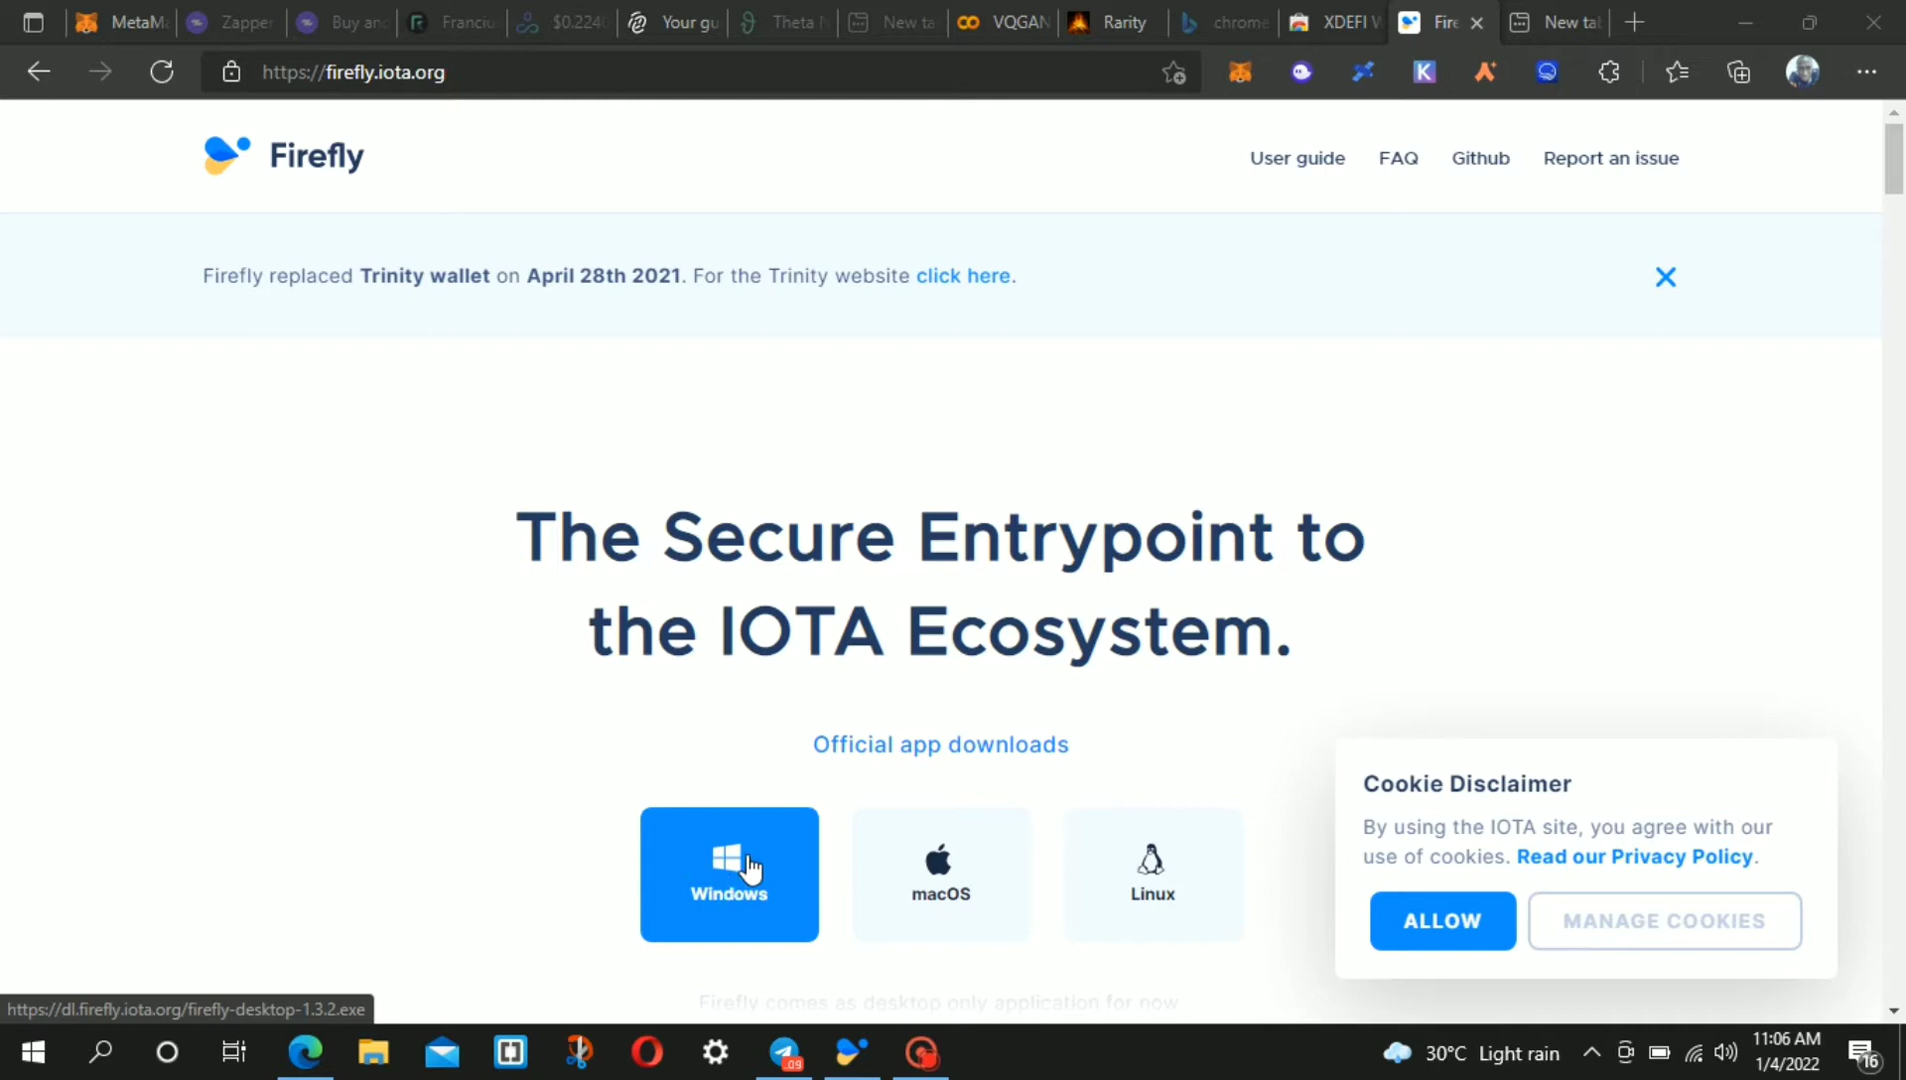 MetaMa
Zapper
Buy and
Franciu
$0.2240
Your gu
Theta
New ta
VQGAN
Rarity
chrome
XDEFI
Fire
New tab
https://firefly.iota.org
Firefly
User guide
FAQ
Github
Report an issue
Firefly replaced Trinity wallet on April 28th 2021. For the Trinity website click here.
The Secure Entrypoint to
the IOTA Ecosystem.
Official app downloads
Windows
macOS
Linux
Firefly comes as desktop only application for now
Cookie Disclaimer
By using the IOTA site, you agree with our
use of cookies. Read our Privacy Policy.
ALLOW
MANAGE COOKIES
https://dl.firefly.iota.org/firefly-desktop-1.3.2.exe
.09
30°C Light rain
11:06 AM
1/4/2022
16